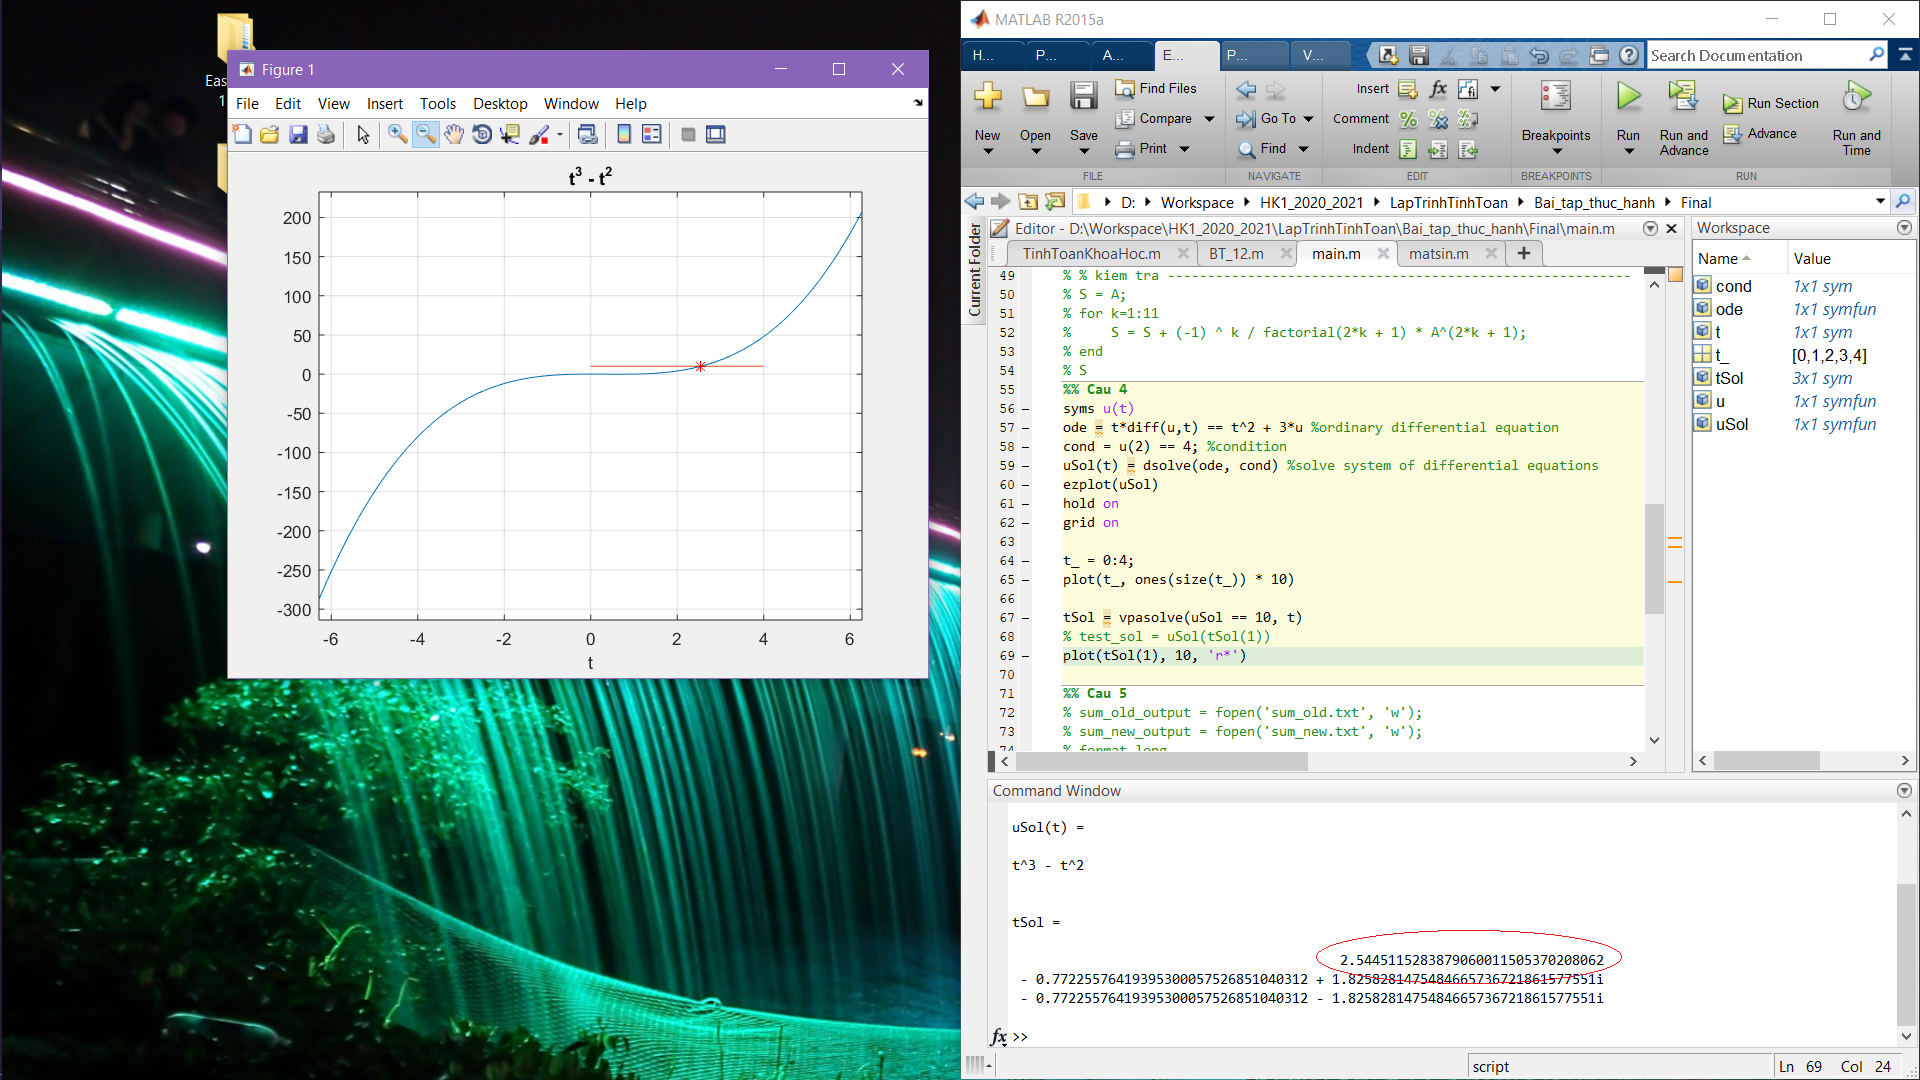 Eas
1
Figure 1
File Edit View Insert Tools Desktop Window Help
t^3 - t^2
200
150
100
50
0
-50
-100
-150
-200
-250
-300
-6 -4 -2 0 2 4 6
t
MATLAB R2015a
H... P... A... E... P... V...
Search Documentation
New Open Save
Find Files
Compare
Print
Go To
Find
Insert
Comment
Indent
Breakpoints
Run
Run and Advance
Run Section
Advance
Run and Time
FILE NAVIGATE EDIT BREAKPOINTS RUN
D: Workspace HK1_2020_2021 LapTrinhTinhToan Bai_tap_thuc_hanh Final
Current Folder
Editor - D:\Workspace\HK1_2020_2021\LapTrinhTinhToan\Bai_tap_thuc_hanh\Final\main.m
TinhToanKhoaHoc.m BT_12.m main.m matsin.m
49 % % kiem tra ----------------------------------------------------------
50 % S = A;
51 % for k=1:11
52 %     S = S + (-1) ^ k / factorial(2*k + 1) * A^(2*k + 1);
53 % end
54 % S
55 %% Cau 4
56 – syms u(t)
57 – ode = t*diff(u,t) == t^2 + 3*u %ordinary differential equation
58 – cond = u(2) == 4; %condition
59 – uSol(t) = dsolve(ode, cond) %solve system of differential equations
60 – ezplot(uSol)
61 – hold on
62 – grid on
63
64 – t_ = 0:4;
65 – plot(t_, ones(size(t_)) * 10)
66
67 – tSol = vpasolve(uSol == 10, t)
68 % test_sol = uSol(tSol(1))
69 – plot(tSol(1), 10, 'r*')
70
71 %% Cau 5
72 % sum_old_output = fopen('sum_old.txt', 'w');
73 % sum_new_output = fopen('sum_new.txt', 'w');
74 % format long
Workspace
Name Value
cond 1x1 sym
ode 1x1 symfun
t 1x1 sym
t_ [0,1,2,3,4]
tSol 3x1 sym
u 1x1 symfun
uSol 1x1 symfun
Command Window
uSol(t) =
t^3 - t^2
tSol =
2.5445115283879060011505370208062
- 0.77225576419395300057526851040312 + 1.8258281475484665736721861577551i
- 0.77225576419395300057526851040312 - 1.8258281475484665736721861577551i
fx >>
script
Ln 69 Col 24